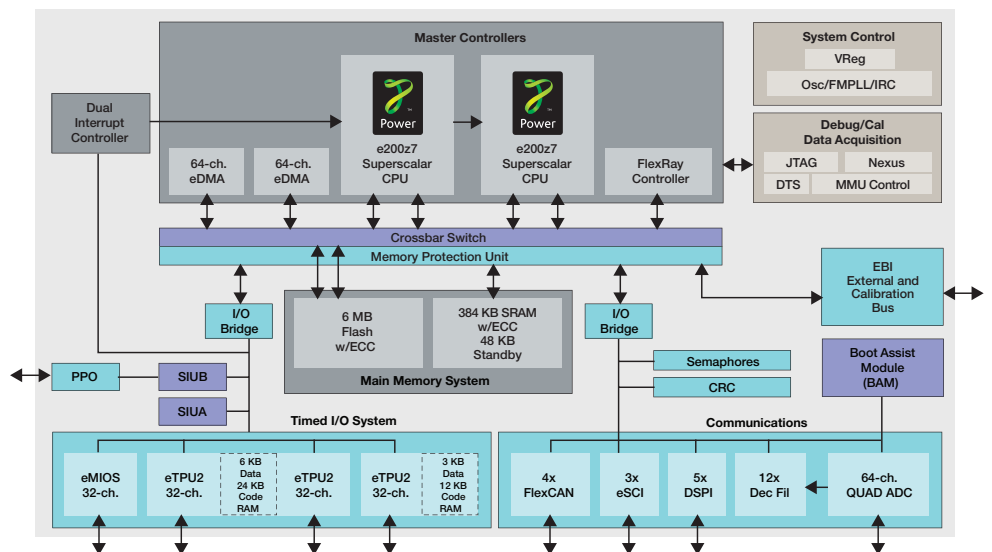 Master Controllers
System Control
VReg
Osc/FMPLL/IRC
Dual
Interrupt
Controller
Power
™
Power
™
e200z7
Superscalar
CPU
e200z7
Superscalar
CPU
64-ch.
eDMA
64-ch.
eDMA
FlexRay
Controller
Debug/Cal
Data Acquisition
JTAG
Nexus
DTS
MMU Control
Crossbar Switch
Memory Protection Unit
I/O
Bridge
6 MB
Flash
w/ECC
384 KB SRAM
w/ECC
48 KB
Standby
Main Memory System
I/O
Bridge
EBI
External and
Calibration
Bus
Semaphores
CRC
Boot Assist
Module
(BAM)
PPO
SIUB
SIUA
Timed I/O System
eMIOS
32-ch.
eTPU2
32-ch.
6 KB
Data
24 KB
Code
RAM
eTPU2
32-ch.
eTPU2
32-ch.
3 KB
Data
12 KB
Code
RAM
Communications
4x
FlexCAN
3x
eSCI
5x
DSPI
12x
Dec Fil
64-ch.
QUAD ADC